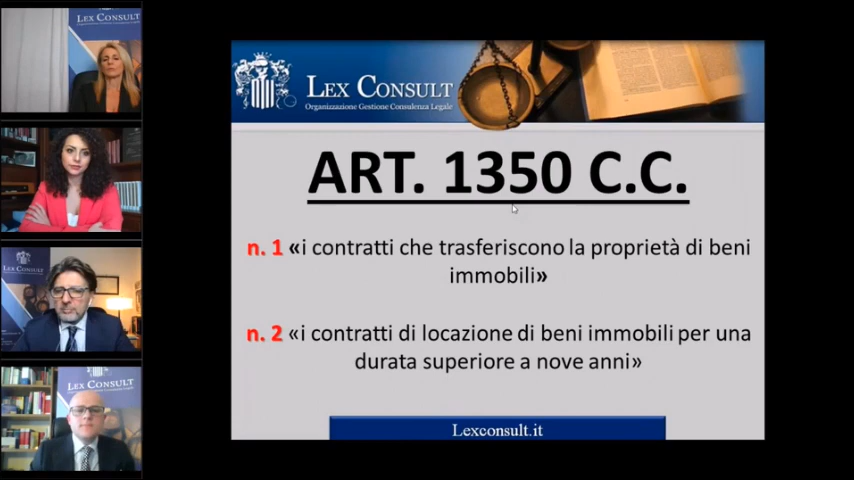 LEX CONSULT
LEX CONSULT
LEX CONSULT
LEX CONSULT
Organizzazione Gestione Consulenza Legale
ART. 1350 C.C.
n. 1 «i contratti che trasferiscono la proprietà di beni
immobili»
n. 2 «i contratti di locazione di beni immobili per una
durata superiore a nove anni»
Lexconsult.it